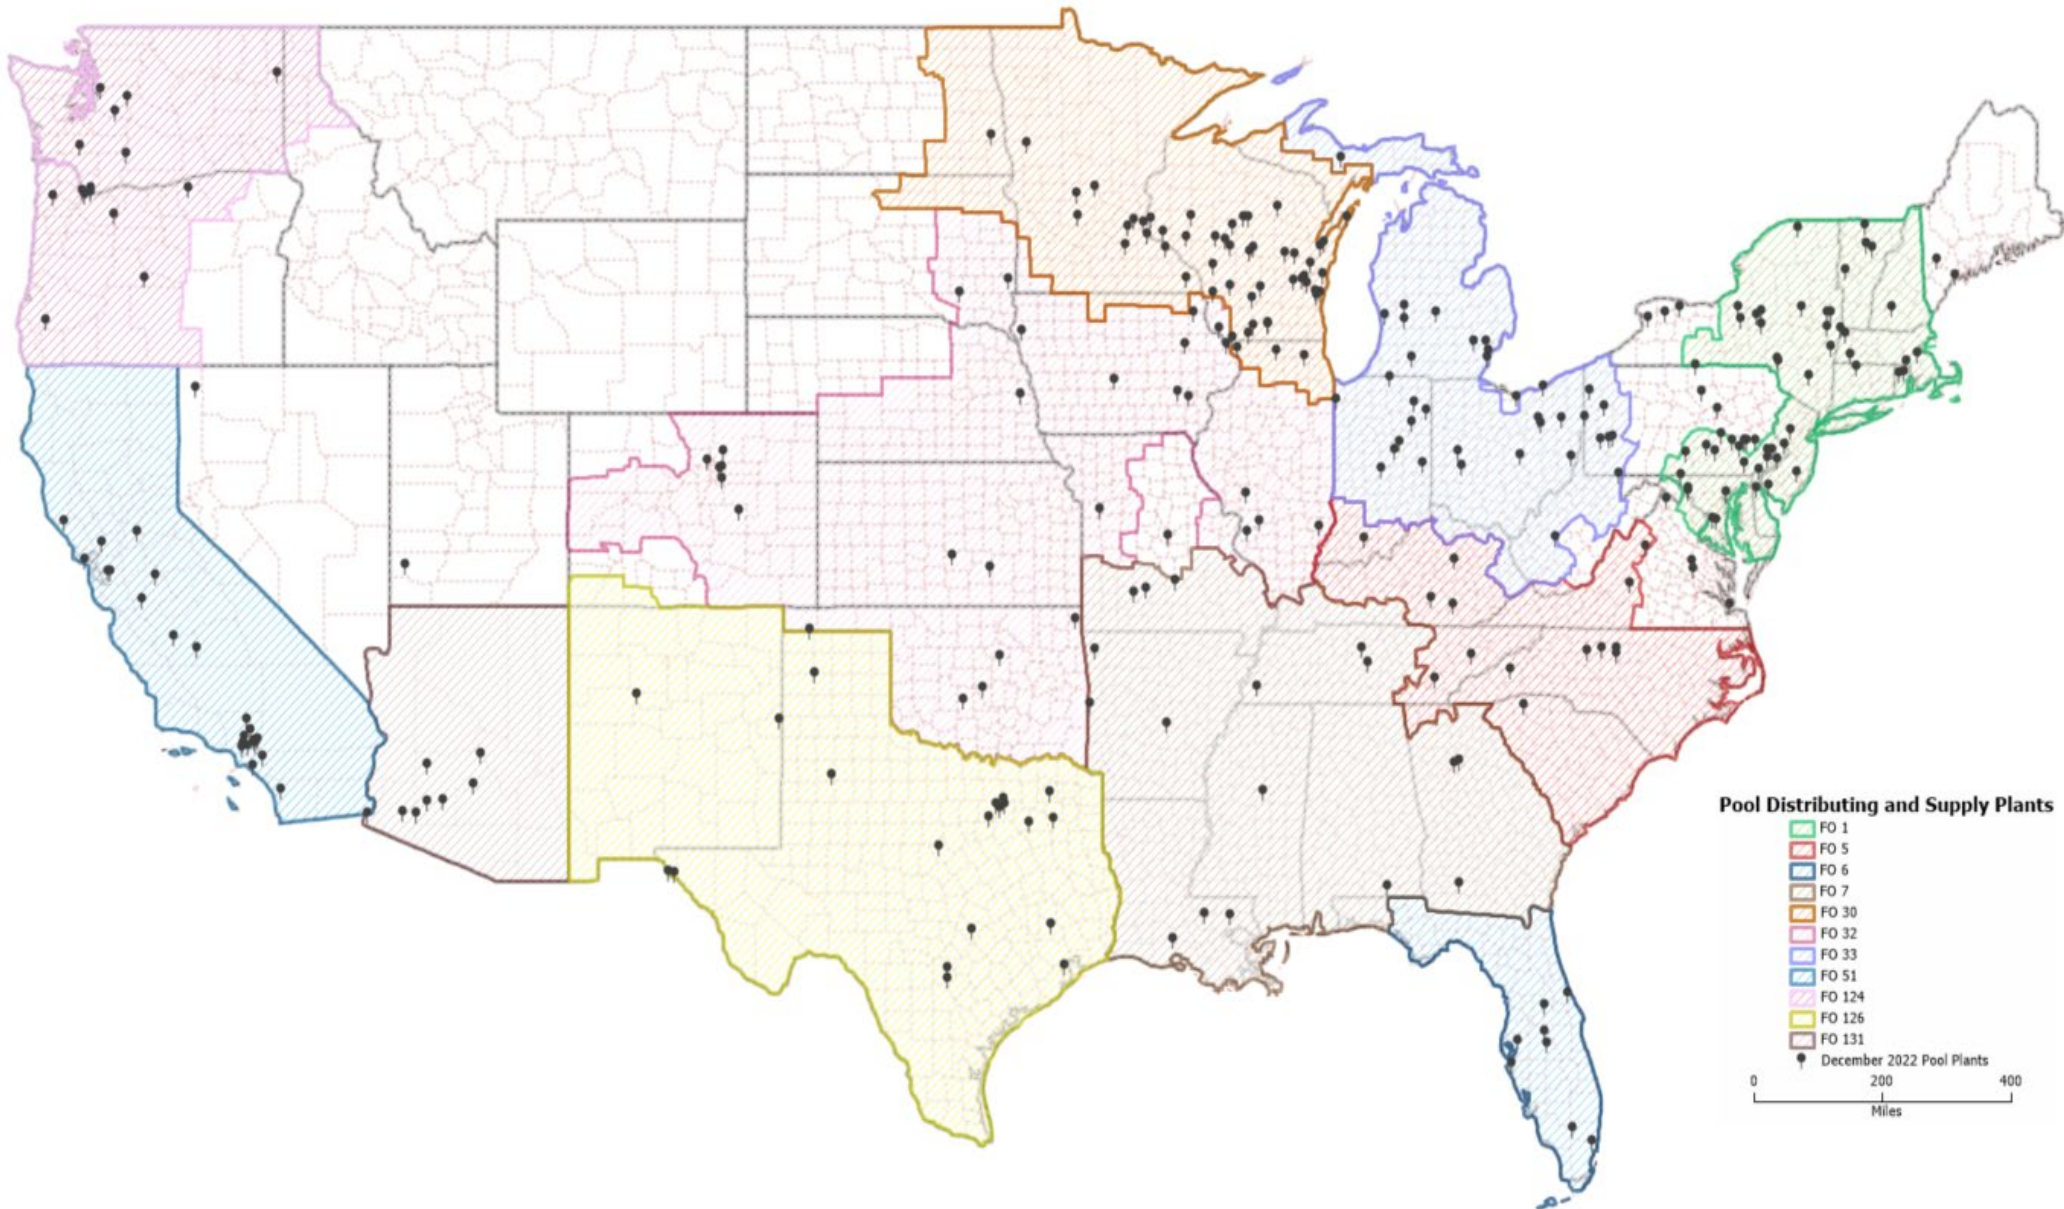 Pool Distributing and Supply Plants
FO 1
FO 5
FO 6
FO 7
FO 30
FO 32
FO 33
FO 51
FO 124
FO 126
FO 131
December 2022 Pool Plants
0 200 400
Miles